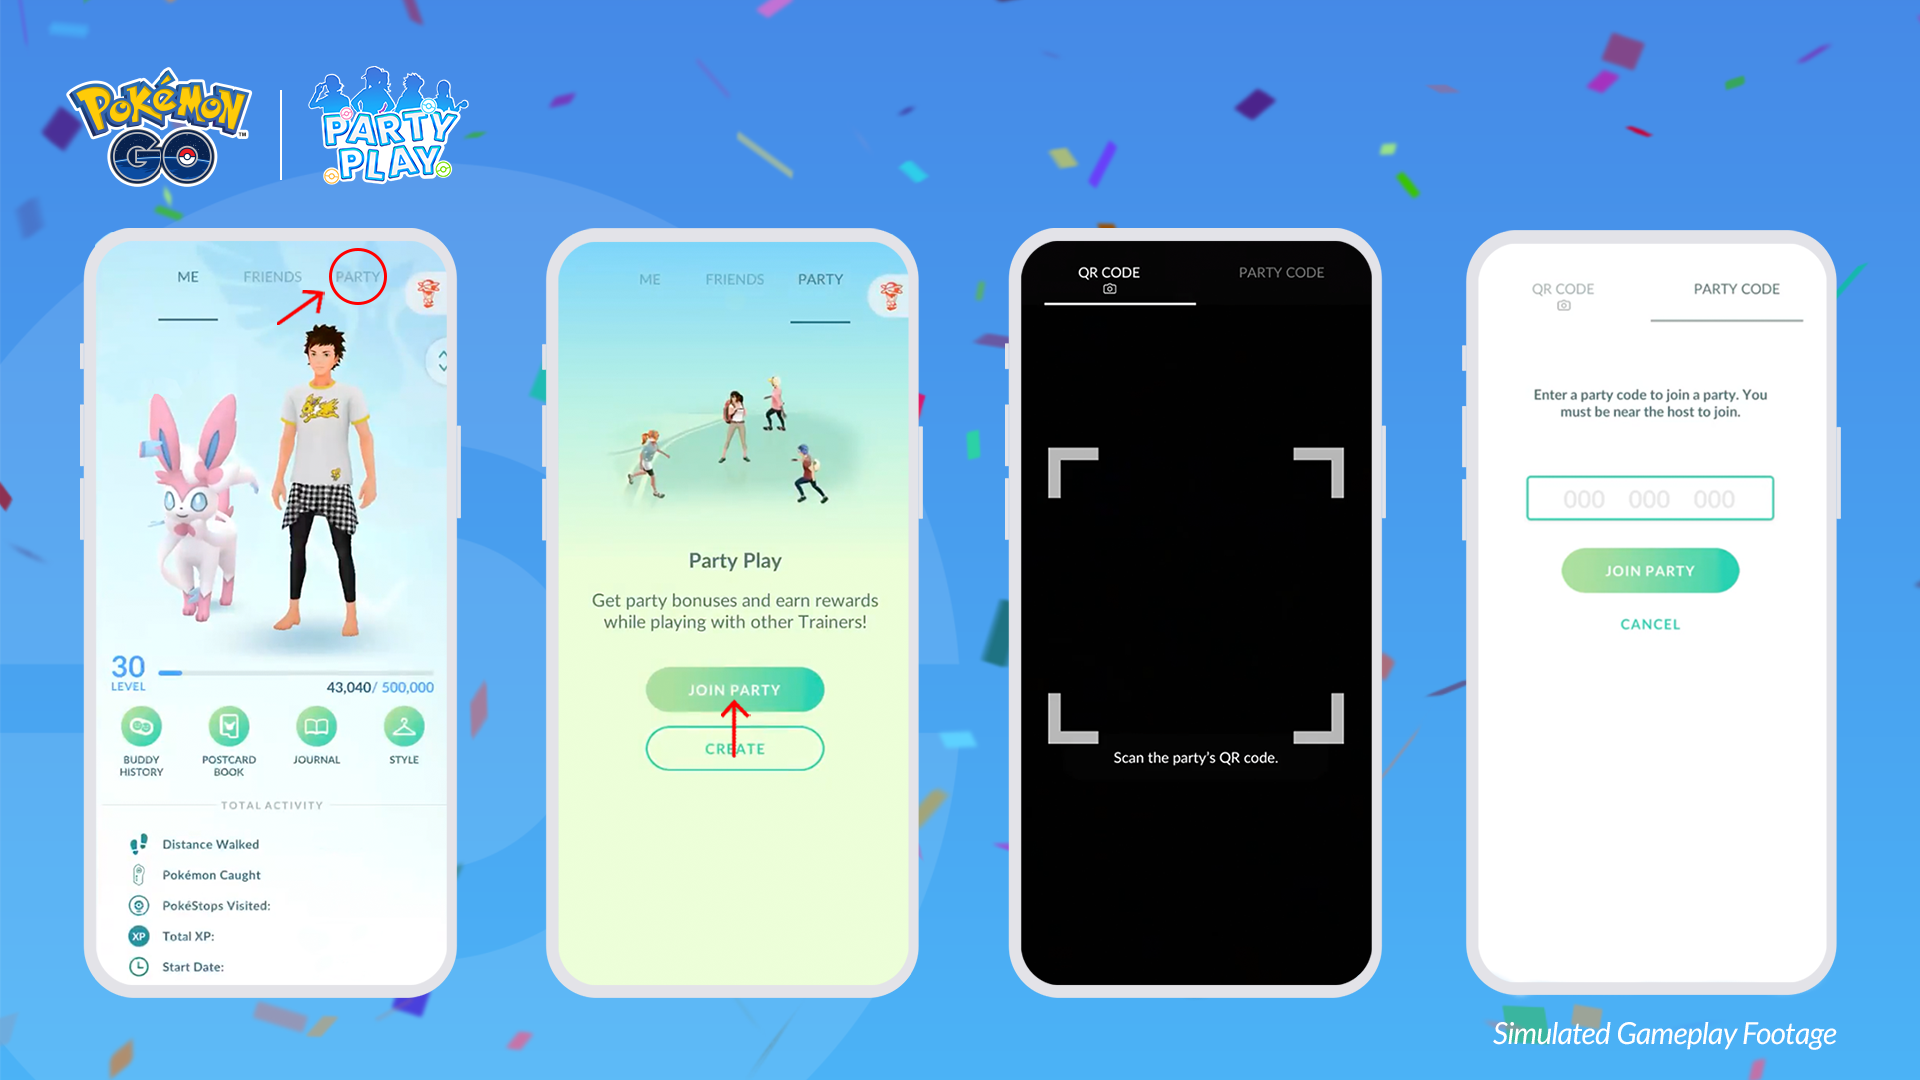 POKéMON
GO
TM
PARTY
PLAY
ME
FRIENDS
PARTY
30
LEVEL
43,040/ 500,000
BUDDY
HISTORY
POSTCARD
BOOK
JOURNAL
STYLE
TOTAL ACTIVITY
Distance Walked
Pokémon Caught
PokéStops Visited:
XP
Total XP:
Start Date:
ME
FRIENDS
PARTY
Party Play
Get party bonuses and earn rewards
while playing with other Trainers!
JOIN PARTY
CREATE
QR CODE
PARTY CODE
Scan the party's QR code.
QR CODE
PARTY CODE
Enter a party code to join a party. You
must be near the host to join.
000 000 000
JOIN PARTY
CANCEL
Simulated Gameplay Footage